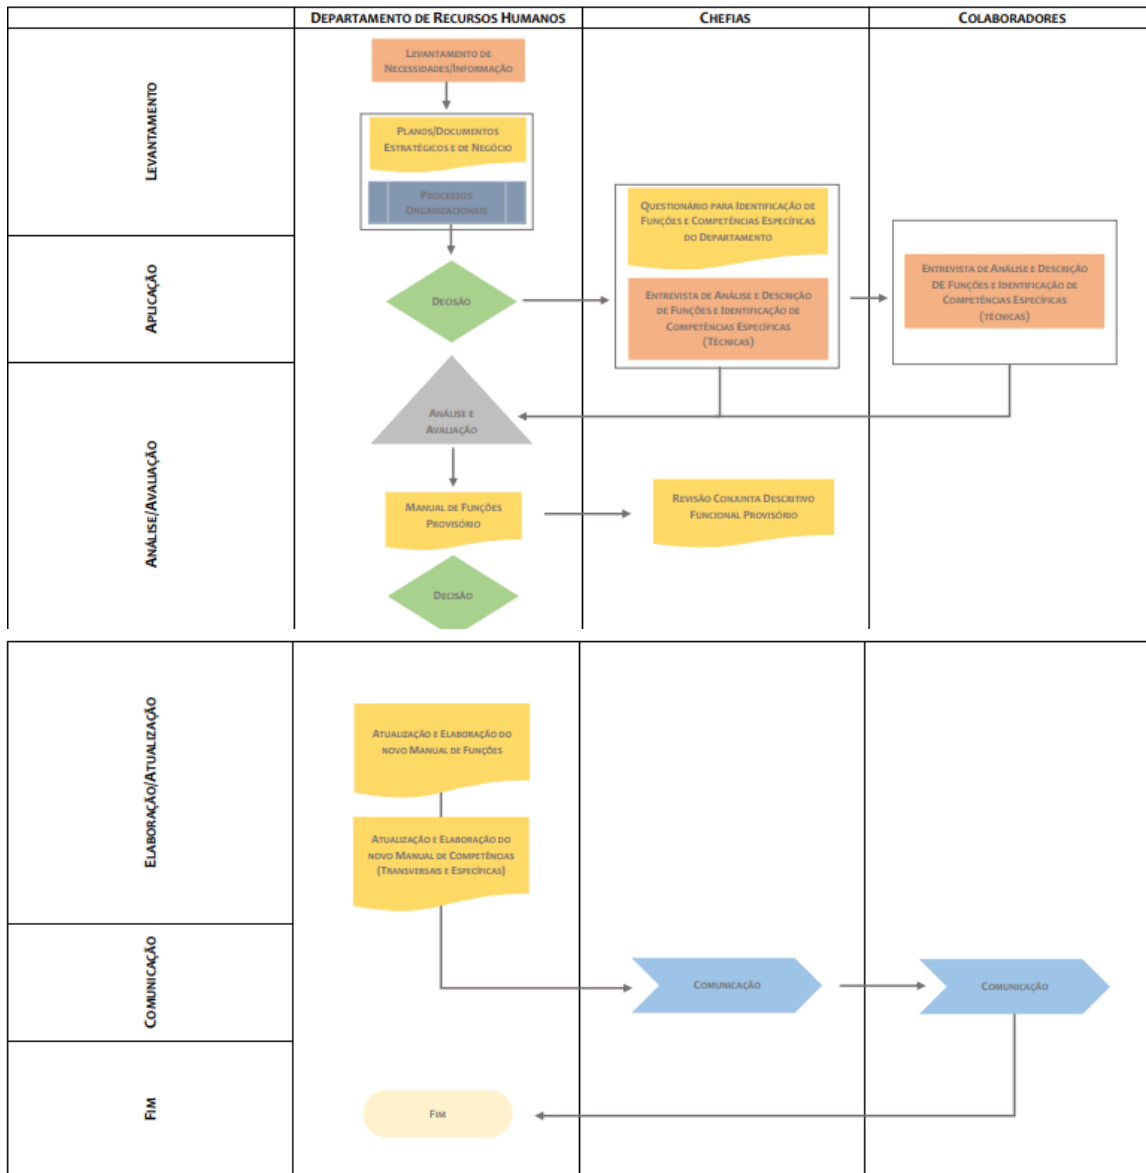 DEPARTAMENTO DE RECURSOS HUMANOS
CHEFIAS
COLABORADORES
LEVANTAMENTO
LEVANTAMENTO DE
NECESSIDADES/INFORMAÇÃO
PLANOS/DOCUMENTOS
ESTRATÉGICOS E DE NEGÓCIO
PROCESSOS
ORGANIZACIONAIS
QUESTIONÁRIO PARA IDENTIFICAÇÃO DE
FUNÇÕES E COMPETÊNCIAS ESPECÍFICAS
DO DEPARTAMENTO
APLICAÇÃO
DECISÃO
ENTREVISTA DE ANÁLISE E DESCRIÇÃO
DE FUNÇÕES E IDENTIFICAÇÃO DE
COMPETÊNCIAS ESPECÍFICAS
(TÉCNICAS)
ENTREVISTA DE ANÁLISE E DESCRIÇÃO
DE FUNÇÕES E IDENTIFICAÇÃO DE
COMPETÊNCIAS ESPECÍFICAS
(TÉCNICAS)
ANÁLISE/AVALIAÇÃO
ANÁLISE E
AVALIAÇÃO
MANUAL DE FUNÇÕES
PROVISÓRIO
REVISÃO CONJUNTA DESCRITIVO
FUNCIONAL PROVISÓRIO
DECISÃO
ELABORAÇÃO/ATUALIZAÇÃO
ATUALIZAÇÃO E ELABORAÇÃO DO
NOVO MANUAL DE FUNÇÕES
ATUALIZAÇÃO E ELABORAÇÃO DO
NOVO MANUAL DE COMPETÊNCIAS
(TRANSVERSAIS E ESPECÍFICAS)
COMUNICAÇÃO
COMUNICAÇÃO
COMUNICAÇÃO
FIM
FIM